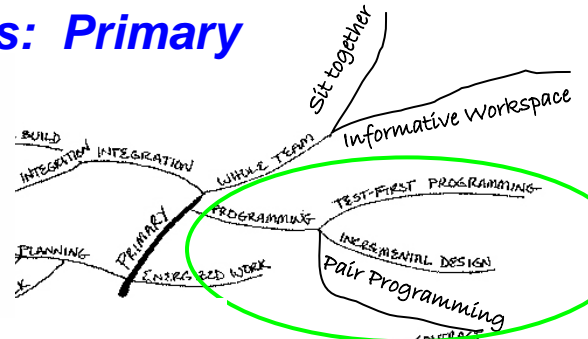 s: Primary
Sit together
Informative Workspace
BUILD
INTEGRATION
INTEGRATION
WHOLE TEAM
TEST-FIRST PROGRAMMING
PROGRAMMING
PRIMARY
INCREMENTAL DESIGN
PLANNING
ENERGIZED WORK
Pair Programming